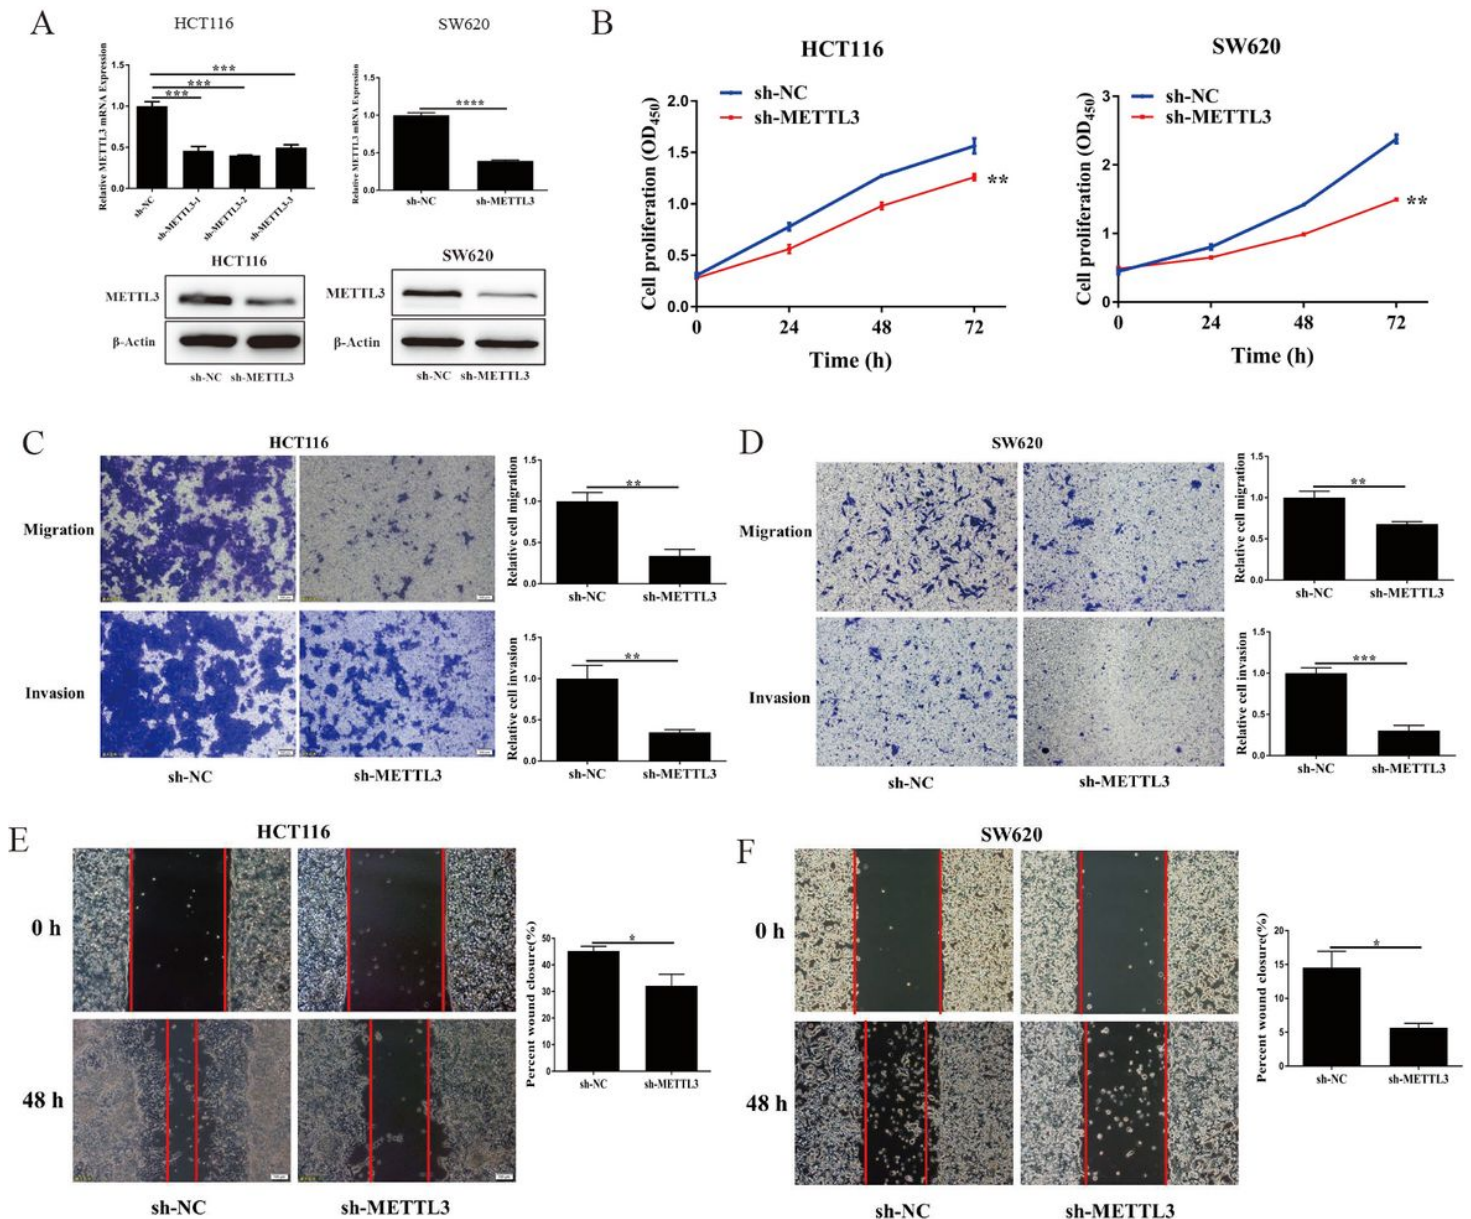 A
HCT116
SW620
Relative METTL3 mRNA Expression
1.5
1.0
0.5
0.0
***
***
***
sh-NC
sh-METTL3-1
sh-METTL3-2
sh-METTL3-3
Relative METTL3 mRNA Expression
1.5
1.0
0.5
0.0
****
sh-NC
sh-METTL3
HCT116
METTL3
β-Actin
sh-NC sh-METTL3
SW620
METTL3
β-Actin
sh-NC sh-METTL3
B
HCT116
sh-NC
sh-METTL3
Cell proliferation (OD450)
2.0
1.5
1.0
0.5
0.0
**
0 24 48 72
Time (h)
SW620
sh-NC
sh-METTL3
Cell proliferation (OD450)
3
2
1
0
**
0 24 48 72
Time (h)
C
HCT116
Migration
Invasion
sh-NC
sh-METTL3
Relative cell migration
1.5
1.0
0.5
0.0
**
sh-NC sh-METTL3
Relative cell invasion
1.5
1.0
0.5
0.0
**
sh-NC sh-METTL3
D
SW620
Migration
Invasion
sh-NC
sh-METTL3
Relative cell migration
1.5
1.0
0.5
0.0
**
sh-NC sh-METTL3
Relative cell invasion
1.5
1.0
0.5
0.0
***
sh-NC sh-METTL3
E
HCT116
0 h
48 h
sh-NC
sh-METTL3
Percent wound closure(%)
50
40
30
20
10
0
*
sh-NC sh-METTL3
F
SW620
0 h
48 h
sh-NC
sh-METTL3
Percent wound closure(%)
20
15
10
5
0
*
sh-NC sh-METTL3